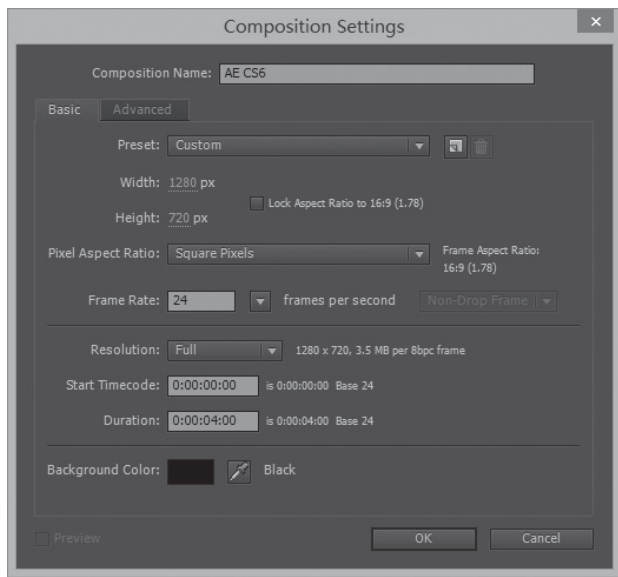 Composition Settings
Composition Name: AE CS6
Basic Advanced
Preset: Custom
Width: 1280 px
Lock Aspect Ratio to 16:9 (1.78)
Height: 720 px
Pixel Aspect Ratio: Square Pixels
Frame Aspect Ratio:
16:9 (1.78)
Frame Rate: 24 frames per second Non-Drop Frame
Resolution: Full 1280 x 720, 3.5 MB per 8bpc frame
Start Timecode: 0:00:00:00 is 0:00:00:00 Base 24
Duration: 0:00:04:00 is 0:00:04:00 Base 24
Background Color: Black
Preview OK Cancel